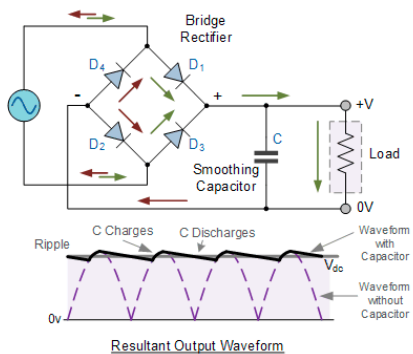 Bridge
Rectifier
D4
D1
-
+
+V
D2
D3
C
Smoothing
Capacitor
Load
0V
Ripple
C Charges
C Discharges
Waveform
with
Capacitor
Vdc
Waveform
without
Capacitor
0v
Resultant Output Waveform